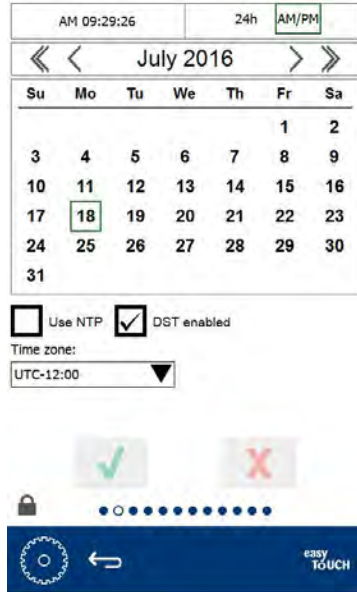 AM 09:29:26 24h AM/PM
July 2016
Su Mo Tu We Th Fr Sa
1 2
3 4 5 6 7 8 9
10 11 12 13 14 15 16
17 18 19 20 21 22 23
24 25 26 27 28 29 30
31
Use NTP DST enabled
Time zone:
UTC-12:00
easy
TOUCH